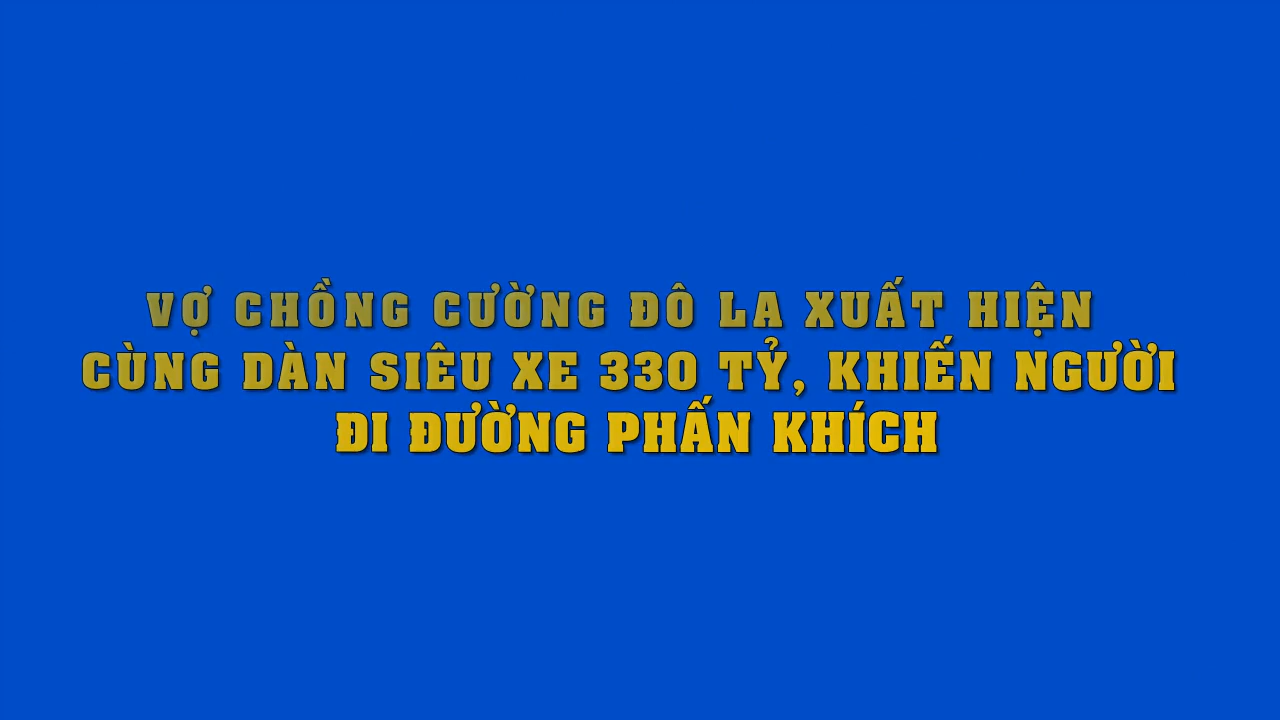 VỢ CHỒNG CƯỜNG ĐÔ LA XUẤT HIỆN
CÙNG DÀN SIÊU XE 330 TỶ, KHIẾN NGƯỜI
ĐI ĐƯỜNG PHẤN KHÍCH